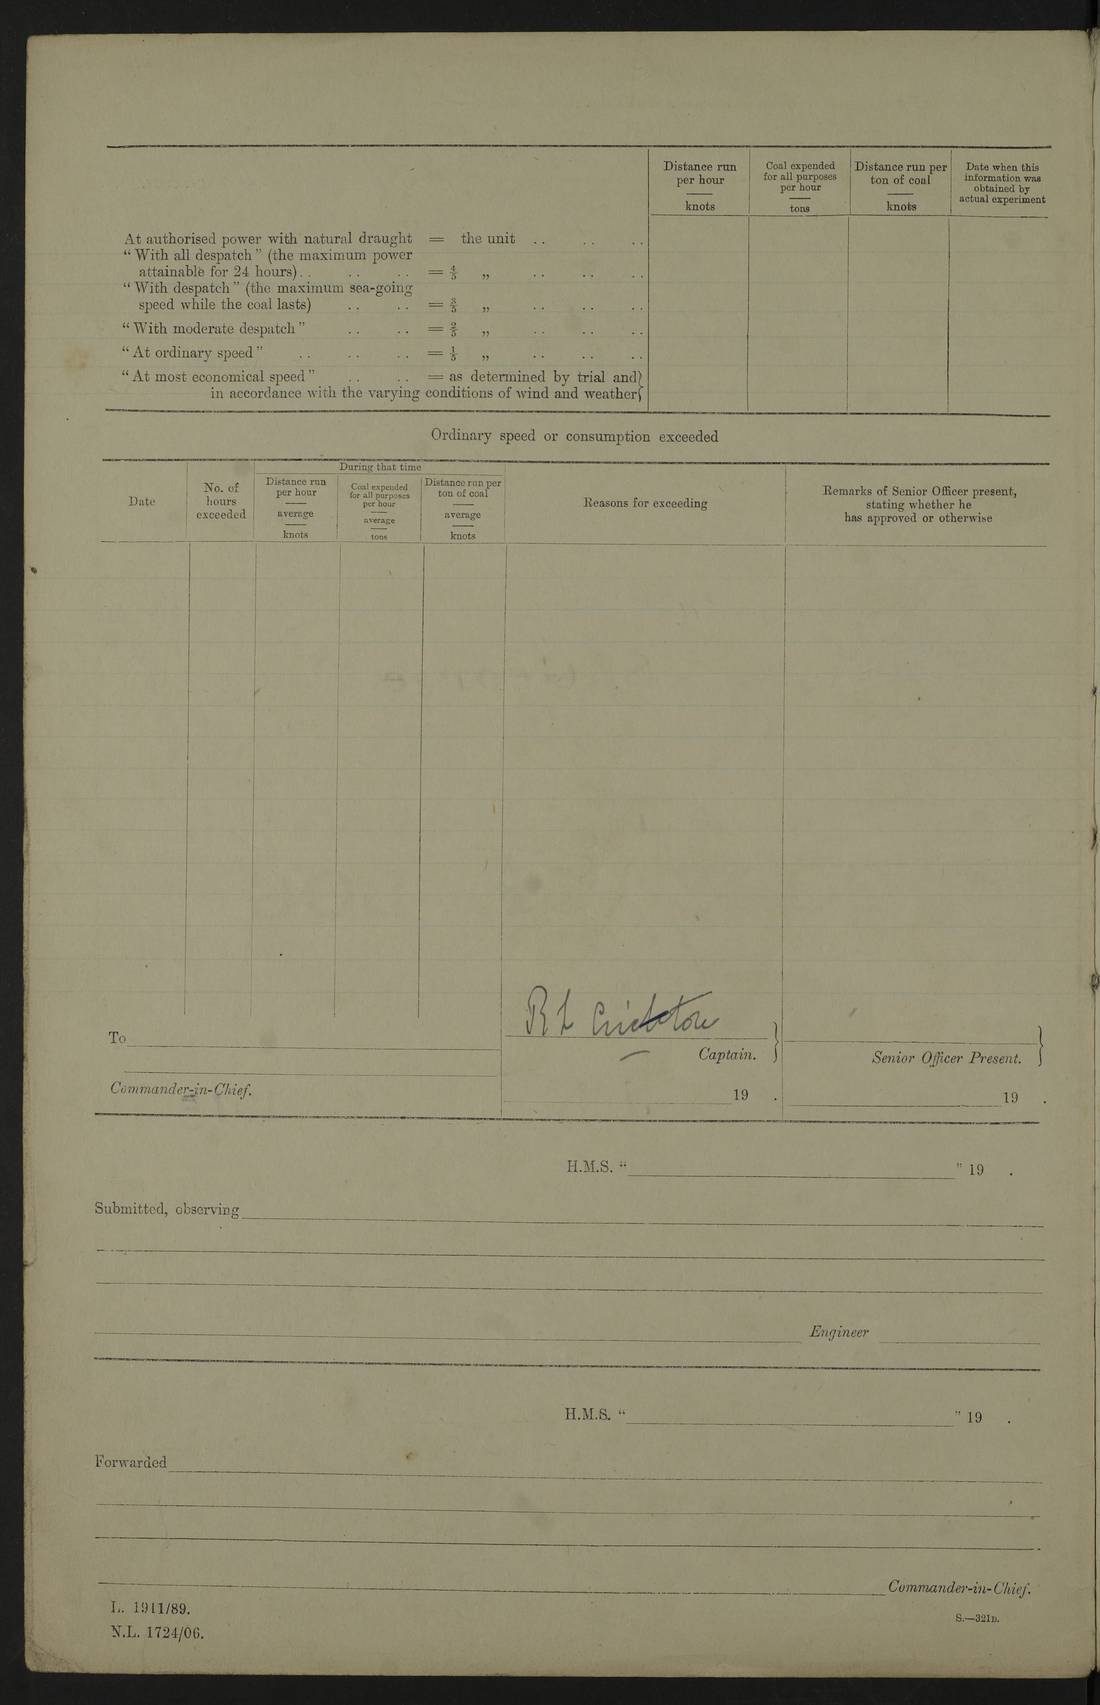 Distance run per hour knots
Coal expended for all purposes per hour tons
Distance run per ton of coal knots
Date when this information was obtained by actual experiment
At authorised power with natural draught = the unit .. .. ..
“With all despatch” (the maximum power
attainable for 24 hours) .. .. .. = 4/5 „ .. .. ..
“With despatch” (the maximum sea-going
speed while the coal lasts) .. .. = 3/5 „ .. .. ..
“With moderate despatch” .. .. = 2/5 „ .. .. ..
“At ordinary speed” .. .. .. = 1/5 „ .. .. ..
“At most economical speed” .. .. = as determined by trial and }
in accordance with the varying conditions of wind and weather }
Ordinary speed or consumption exceeded
Date
No. of hours exceeded
During that time
Distance run per hour average knots
Coal expended for all purposes per hour average tons
Distance run per ton of coal average knots
Reasons for exceeding
Remarks of Senior Officer present, stating whether he has approved or otherwise
R L Crichton
To
Captain. }
Senior Officer Present. }
Commander-in-Chief.
19 .
19 .
H.M.S. “ ” 19 .
Submitted, observing
Engineer
H.M.S. “ ” 19 .
Forwarded
Commander-in-Chief.
L. 1911/89.
S.—321D.
N.L. 1724/06.